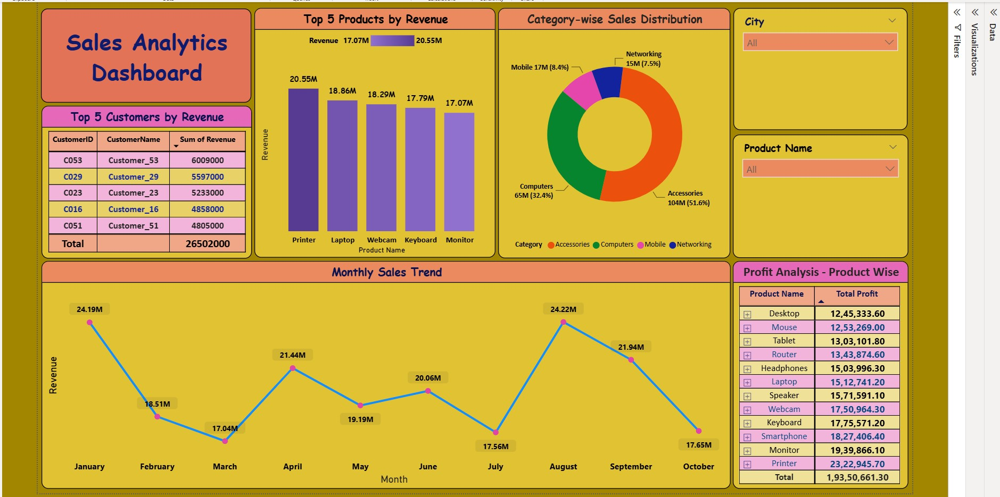 Sales Analytics
Dashboard
Top 5 Customers by Revenue
CustomerID CustomerName Sum of Revenue
C053 Customer_53 6009000
C029 Customer_29 5597000
C023 Customer_23 5233000
C016 Customer_16 4858000
C051 Customer_51 4805000
Total 26502000
Top 5 Products by Revenue
Revenue 17.07M 20.55M
20.55M
18.86M
18.29M
17.79M
17.07M
Revenue
Printer Laptop Webcam Keyboard Monitor
Product Name
Category-wise Sales Distribution
Networking
15M (7.5%)
Mobile 17M (8.4%)
Computers
65M (32.4%)
Accessories
104M (51.6%)
Category Accessories Computers Mobile Networking
City
All
Product Name
All
Filters
Visualizations
Data
Monthly Sales Trend
24.19M
18.51M
17.04M
21.44M
19.19M
20.06M
17.56M
24.22M
21.94M
17.65M
Revenue
January February March April May June July August September October
Month
Profit Analysis - Product Wise
Product Name Total Profit
Desktop 12,45,333.60
Mouse 12,53,269.00
Tablet 13,03,101.80
Router 13,43,874.60
Headphones 15,03,996.30
Laptop 15,12,741.20
Speaker 15,71,591.10
Webcam 17,50,964.30
Keyboard 17,75,571.20
Smartphone 18,27,406.40
Monitor 19,39,866.10
Printer 23,22,945.70
Total 1,93,50,661.30